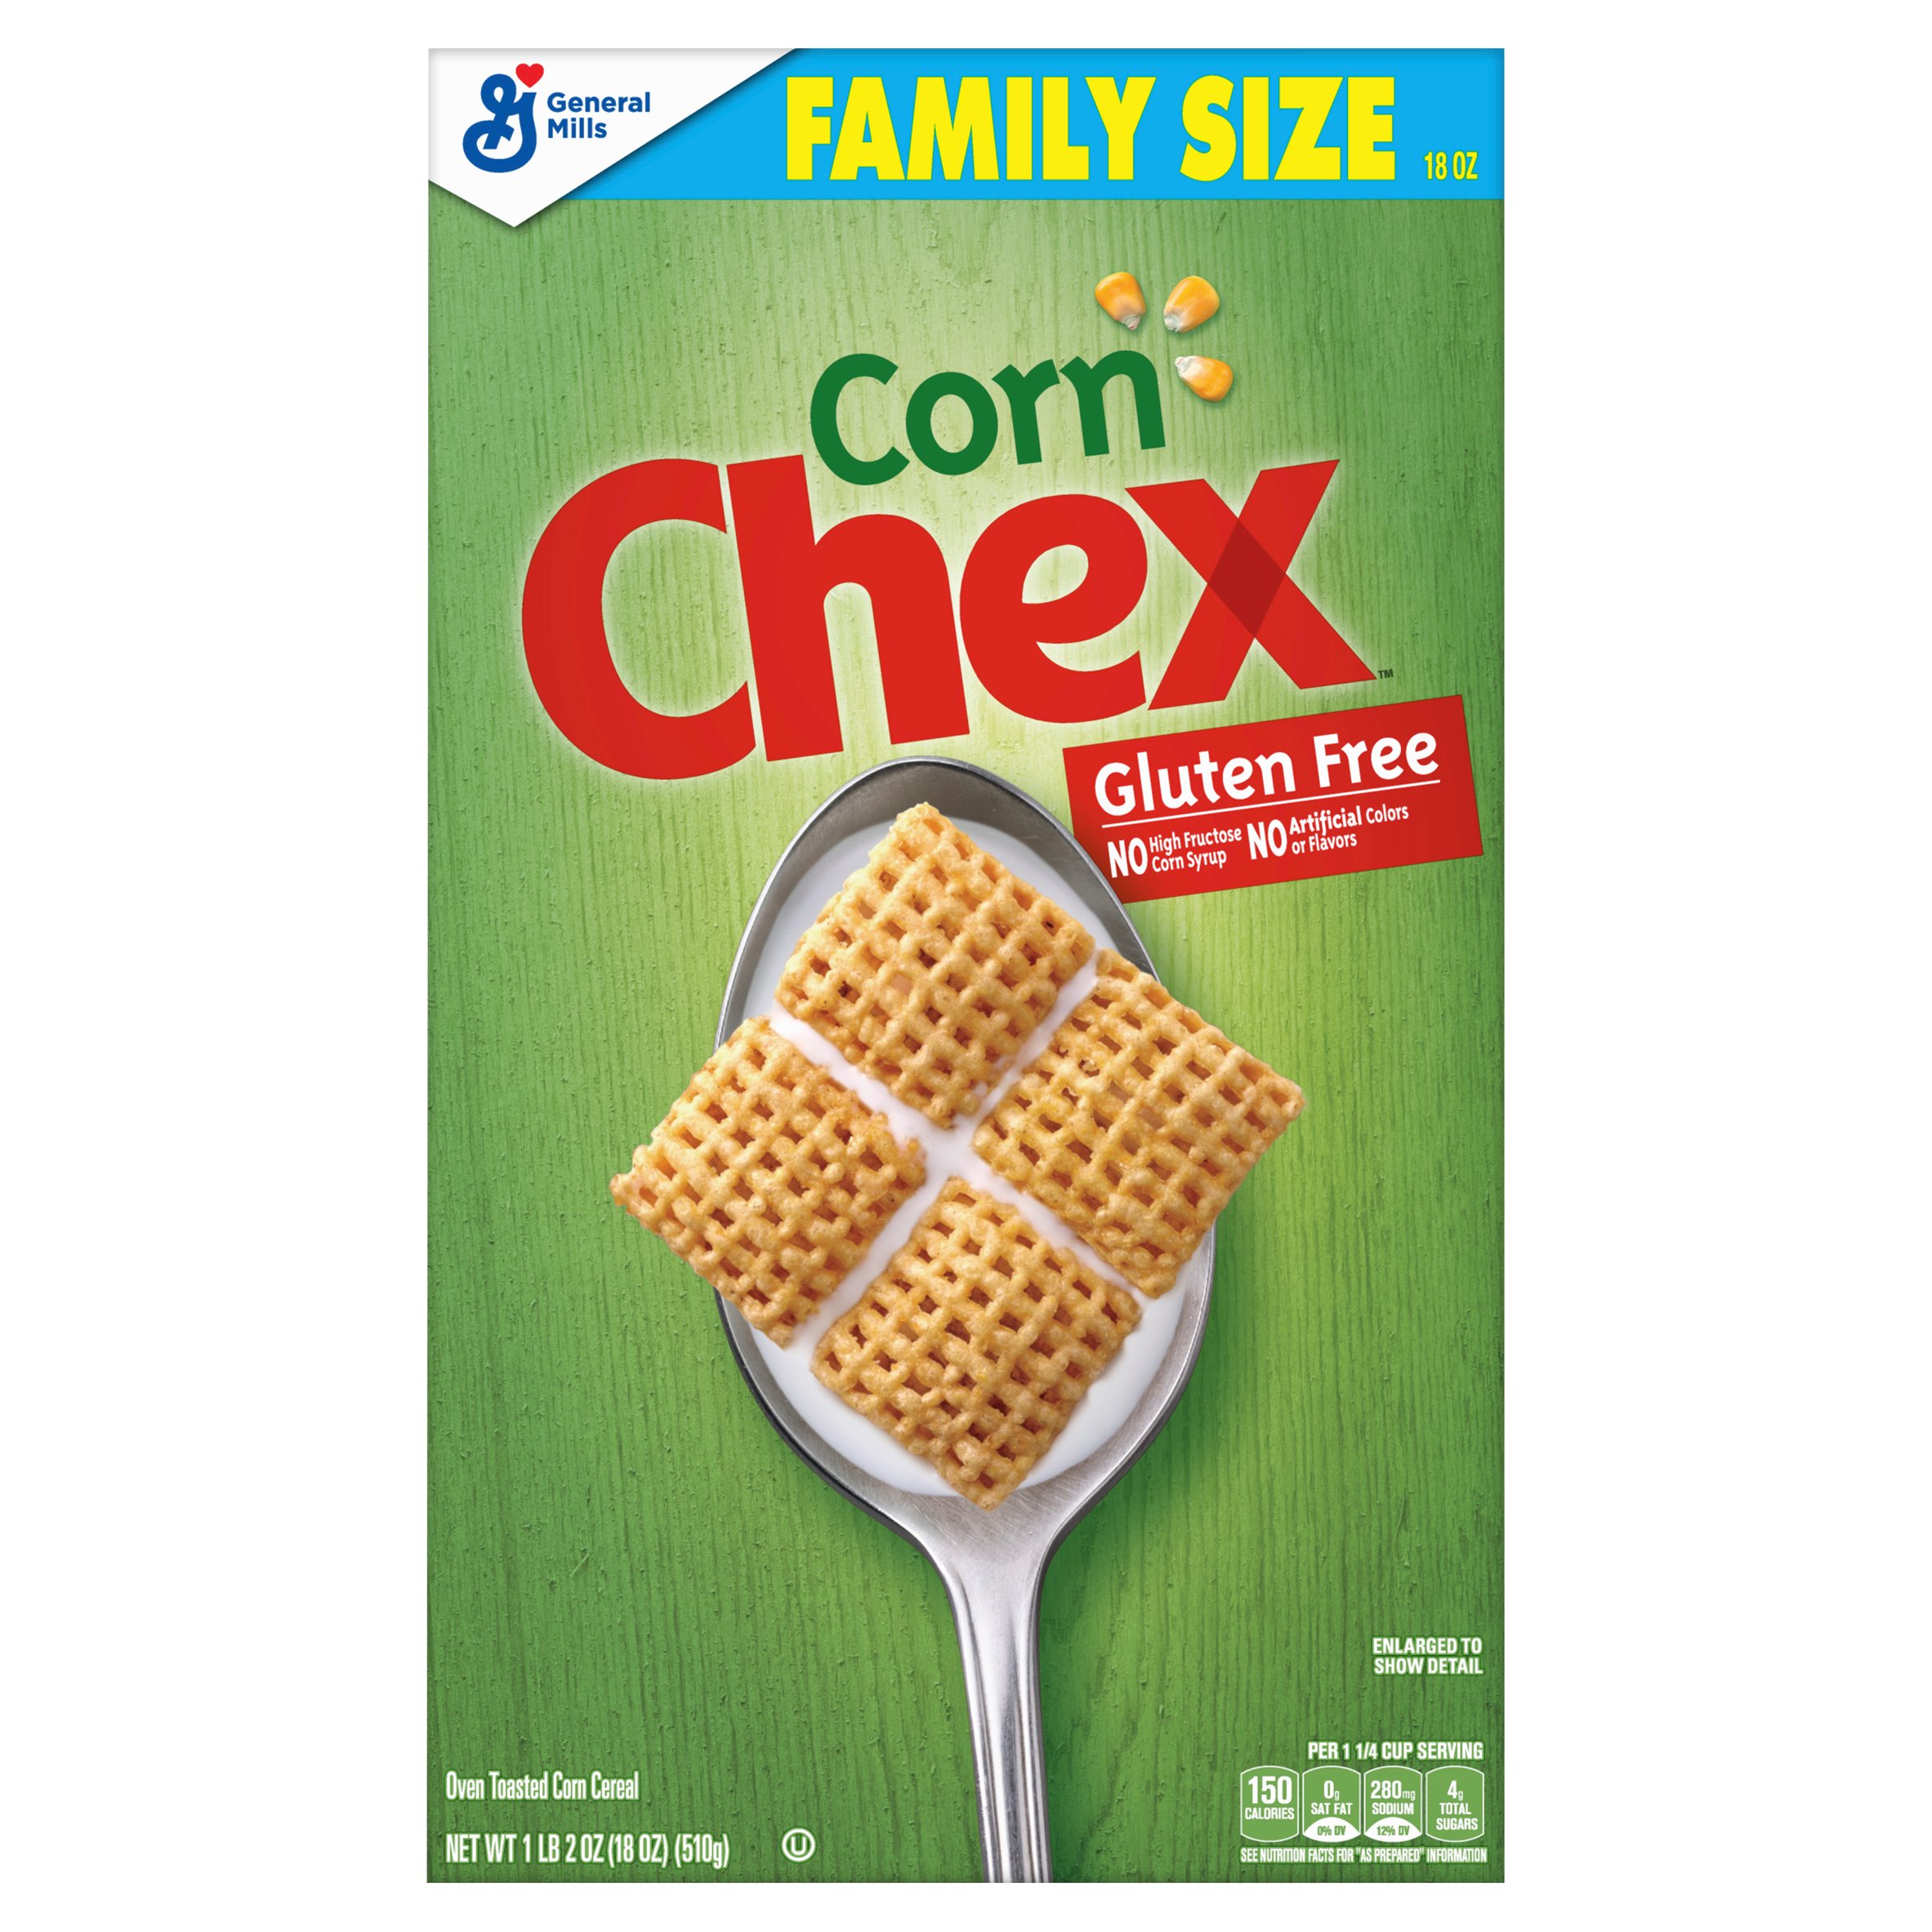 General
Mills
FAMILY SIZE 18 OZ
Corn
Chex™
Gluten Free
NO High Fructose
Corn Syrup
NO Artificial Colors
or Flavors
ENLARGED TO
SHOW DETAIL
Oven Toasted Corn Cereal
NET WT 1 LB 2 OZ (18 OZ) (510g)
U
PER 1 1/4 CUP SERVING
150
CALORIES
0g
SAT FAT
0% DV
280mg
SODIUM
12% DV
4g
TOTAL
SUGARS
SEE NUTRITION FACTS FOR "AS PREPARED" INFORMATION